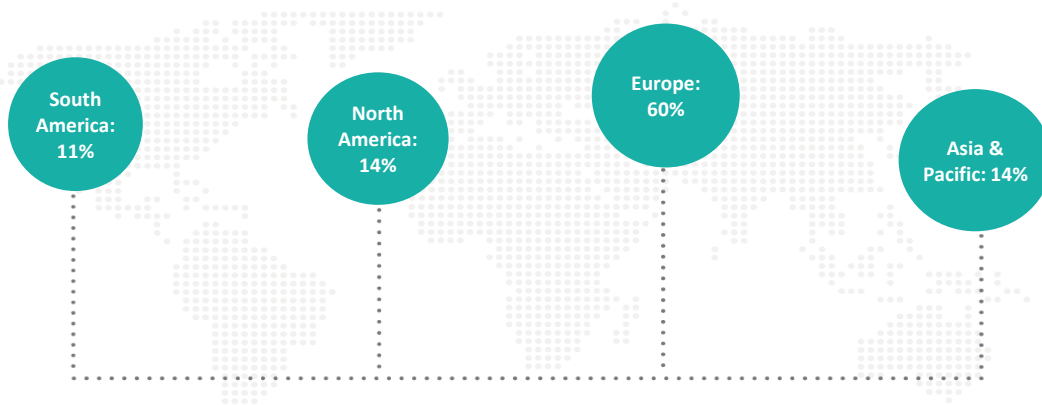 South
America:
11%
North
America:
14%
Europe:
60%
Asia &
Pacific: 14%